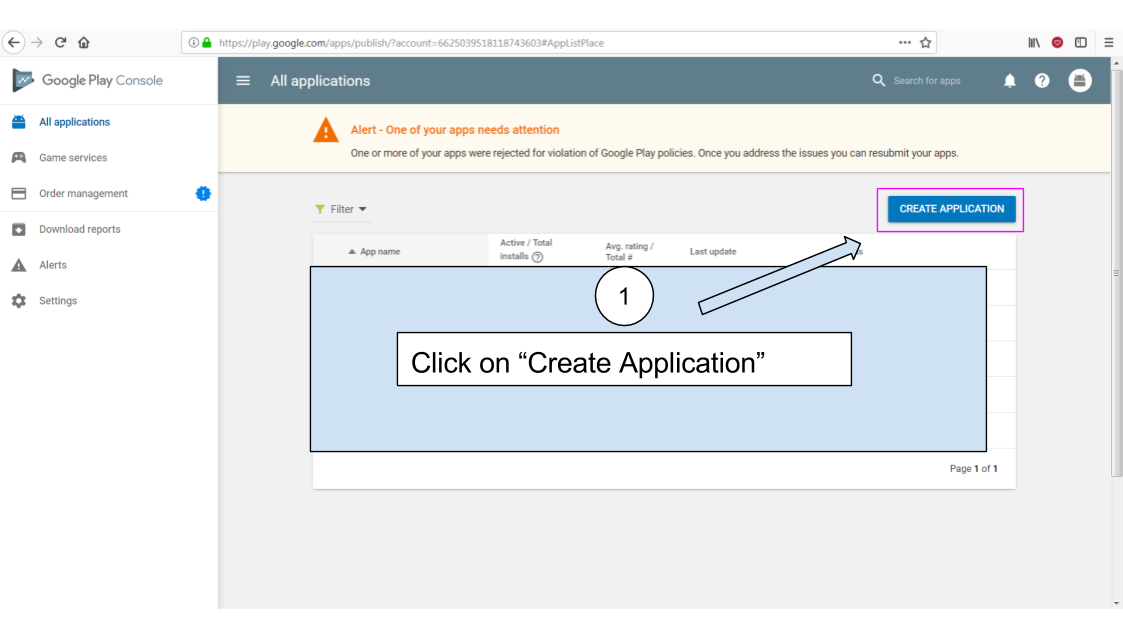 https://play.google.com/apps/publish/?account=6625039518118743603#AppListPlace
Google Play Console
All applications
Search for apps
All applications
Game services
Order management
Download reports
Alerts
Settings
Alert - One of your apps needs attention
One or more of your apps were rejected for violation of Google Play policies. Once you address the issues you can resubmit your apps.
Filter
CREATE APPLICATION
App name
Active / Total
installs
Avg. rating /
Total #
Last update
1
Click on “Create Application”
Page 1 of 1